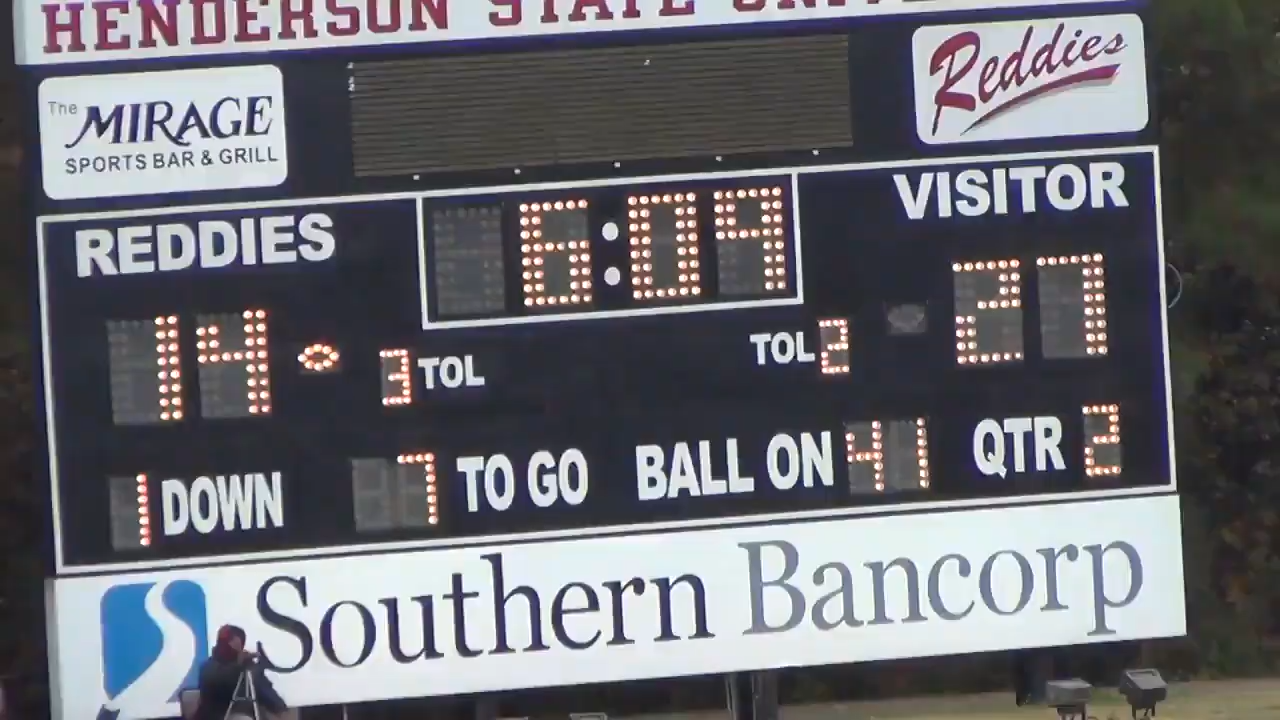 HENDERSON STATE
The
MIRAGE
SPORTS BAR & GRILL
Reddies
REDDIES
6:09
VISITOR
14
3 TOL
TOL 2
27
1 DOWN
7 TO GO
BALL ON 41
QTR 2
Southern Bancorp